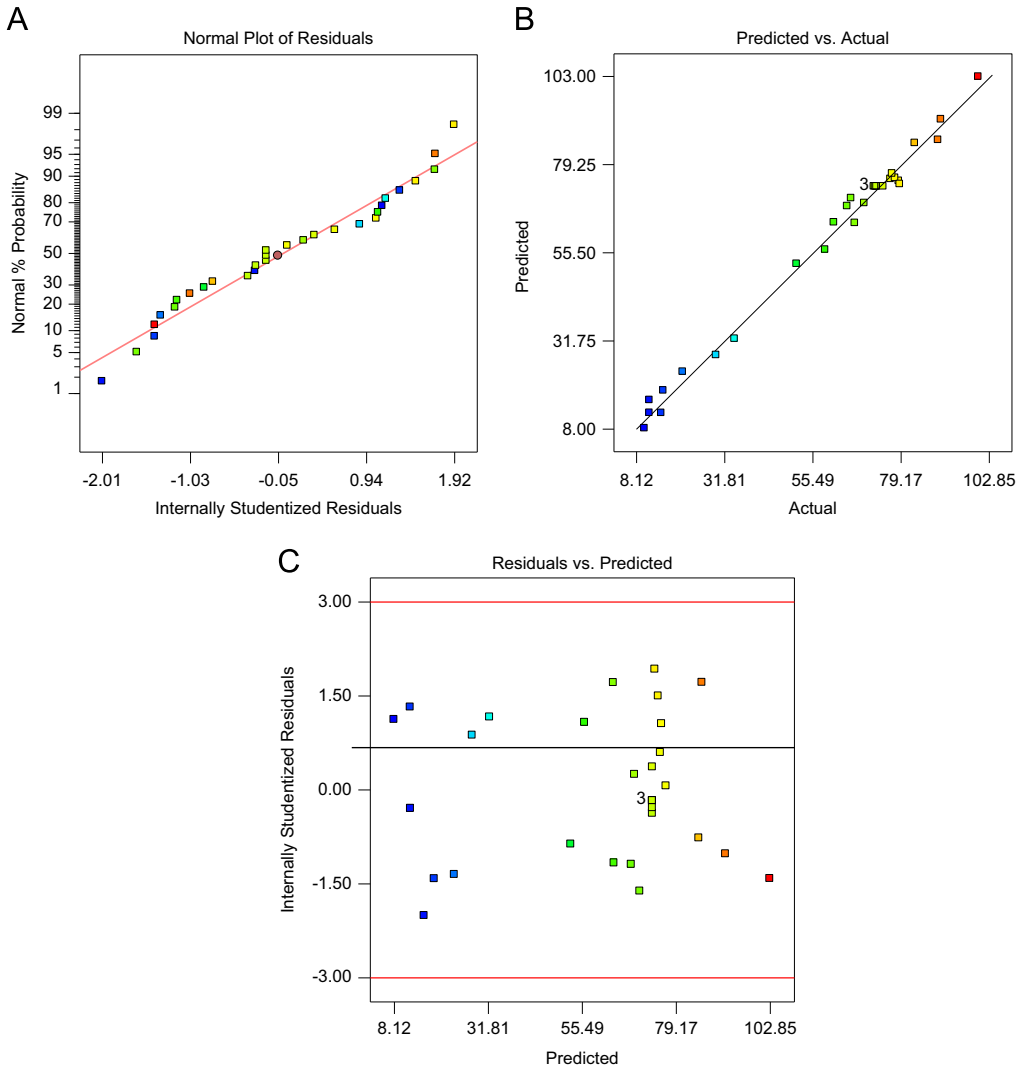 A
Normal Plot of Residuals
99
95
90
80
70
50
30
20
10
5
1
Normal % Probability
-2.01 -1.03 -0.05 0.94 1.92
Internally Studentized Residuals
B
Predicted vs. Actual
103.00
79.25
55.50
31.75
8.00
Predicted
3
8.12 31.81 55.49 79.17 102.85
Actual
C
Residuals vs. Predicted
3.00
1.50
0.00
-1.50
-3.00
Internally Studentized Residuals
3
8.12 31.81 55.49 79.17 102.85
Predicted